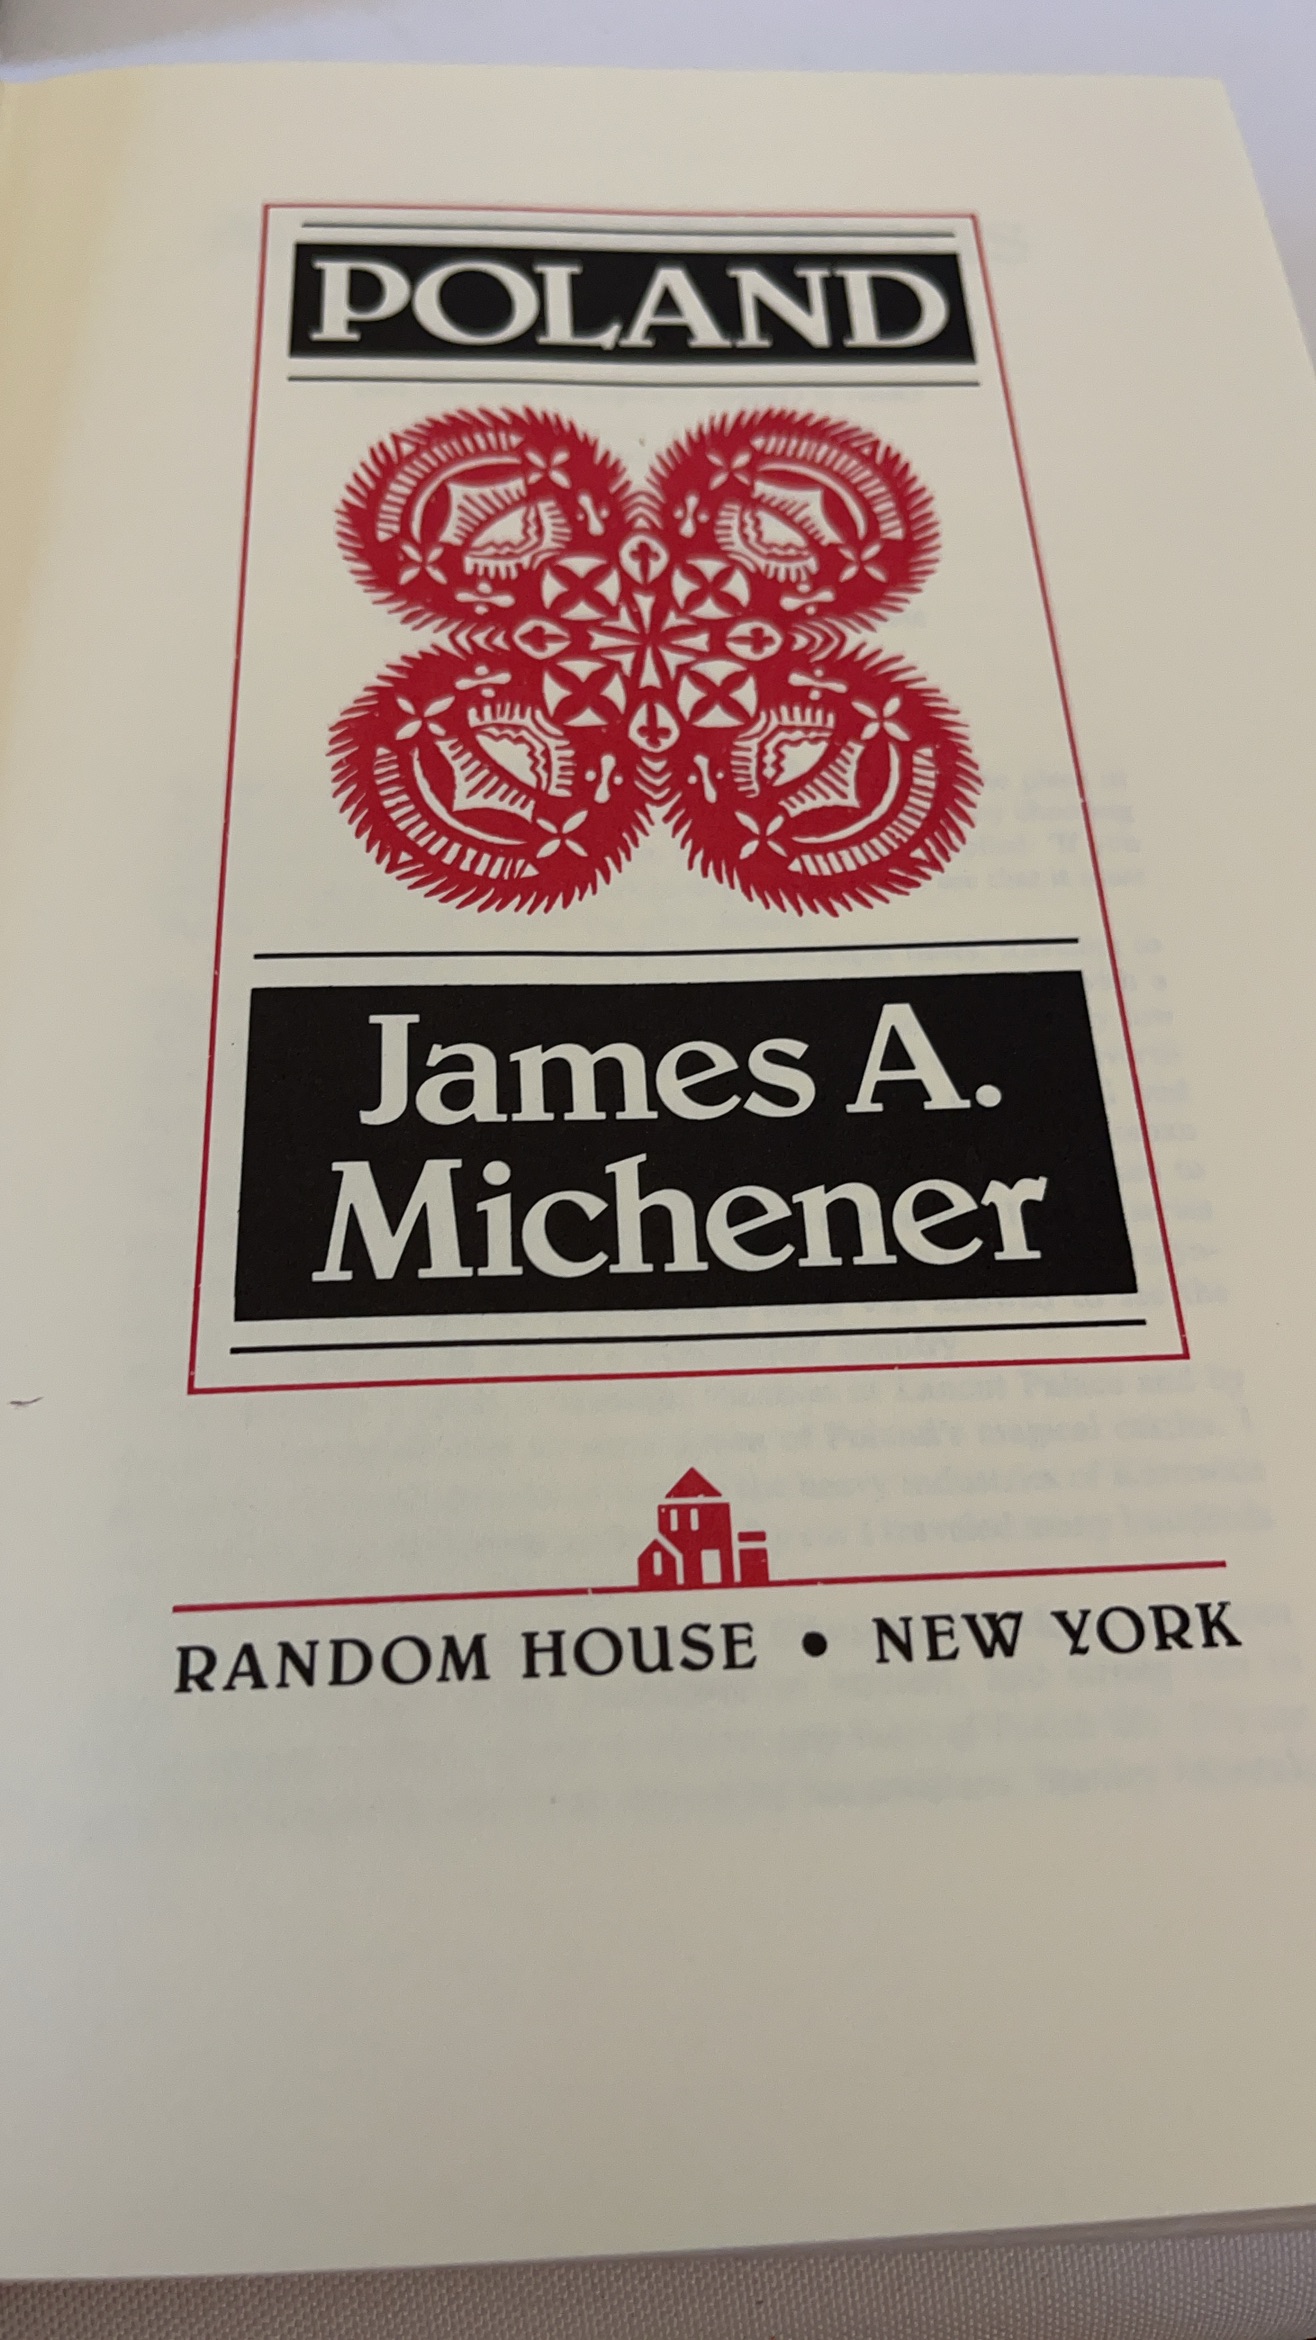 POLAND
James A.
Michener
RANDOM HOUSE • NEW YORK